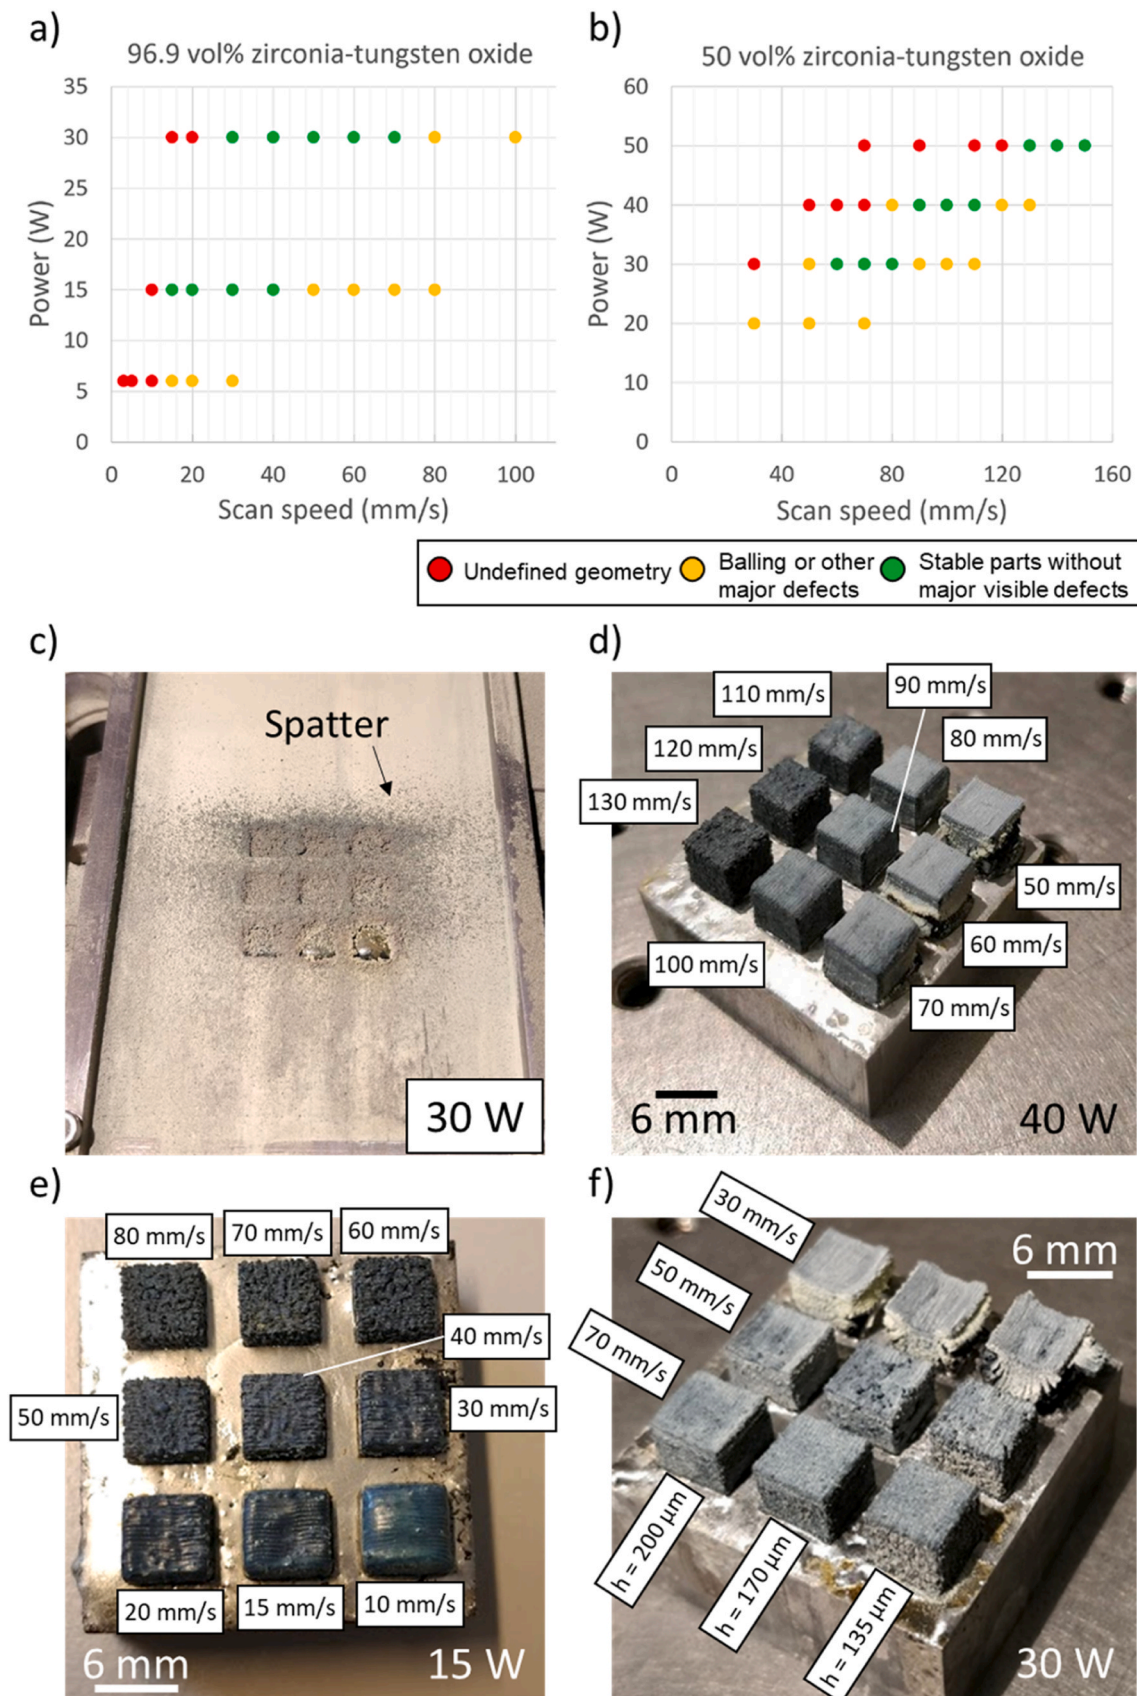 a)
96.9 vol% zirconia-tungsten oxide
35
30
25
20
15
10
5
0
Power (W)
0 20 40 60 80 100
Scan speed (mm/s)
b)
50 vol% zirconia-tungsten oxide
60
50
40
30
20
10
0
Power (W)
0 40 80 120 160
Scan speed (mm/s)
Undefined geometry
Balling or other
major defects
Stable parts without
major visible defects
c)
Spatter
30 W
d)
110 mm/s
90 mm/s
120 mm/s
80 mm/s
130 mm/s
50 mm/s
60 mm/s
100 mm/s
70 mm/s
6 mm
40 W
e)
80 mm/s
70 mm/s
60 mm/s
40 mm/s
50 mm/s
30 mm/s
20 mm/s
15 mm/s
10 mm/s
6 mm
15 W
f)
30 mm/s
6 mm
50 mm/s
70 mm/s
h = 200 µm
h = 170 µm
h = 135 µm
30 W